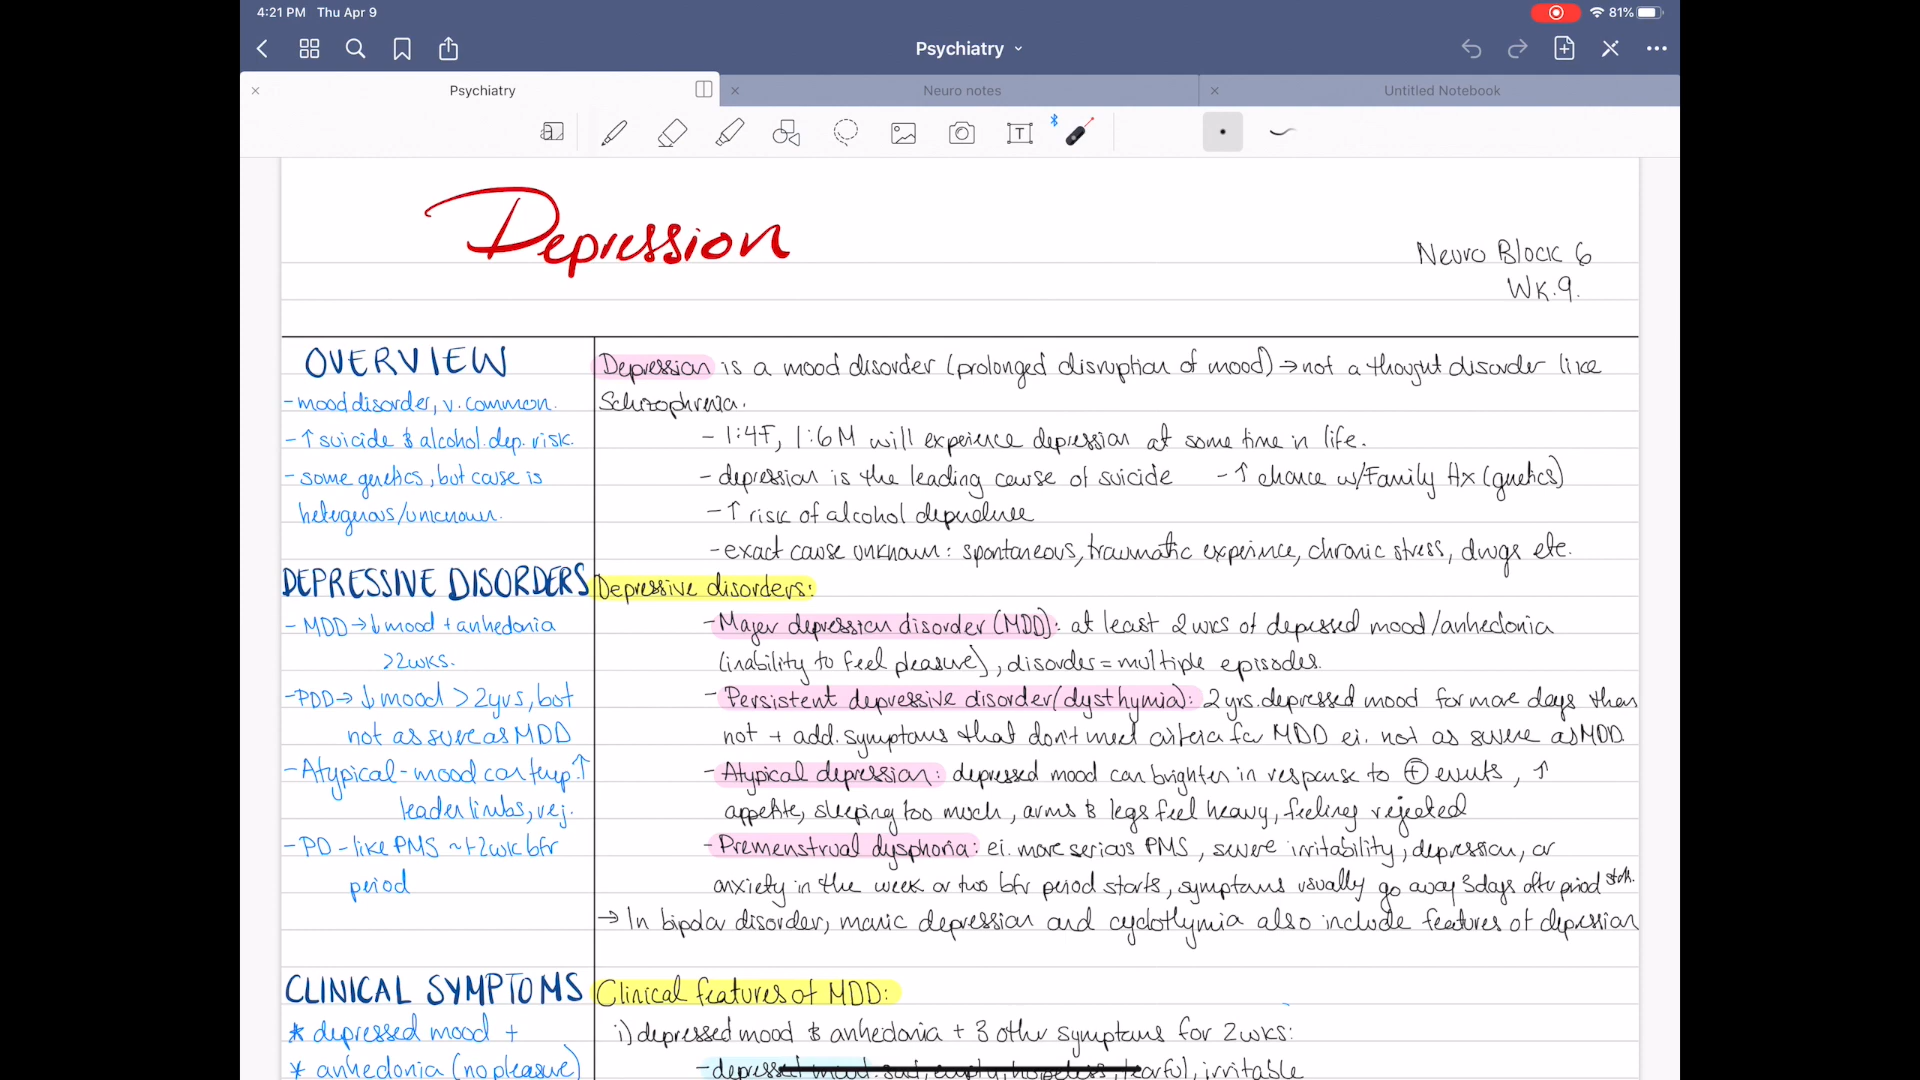 4:21 PM Thu Apr 9
81%
Psychiatry
Psychiatry
Neuro notes
Untitled Notebook
T
Depression
Neuro Block 6
Wk.9.
OVERVIEW
- mood disorder, v. common.
- ↑ suicide & alcohol.dep. risk.
- some genetics, but cause is
heterogenous/unknown.
Depression is a mood disorder (prolonged disruption of mood) → not a thought disorder like
Schizophrenia.
- 1:4F, 1:6M will experience depression at some time in life.
- depression is the leading cause of suicide - ↑ chance w/Family Hx (genetics)
- ↑ risk of alcohol dependence
- exact cause unknown: spontaneous, traumatic experience, chronic stress, drugs etc.
DEPRESSIVE DISORDERS
- MDD → ↓ mood + anhedonia
>2wks.
- PDD → ↓ mood > 2yrs, but
not as severe as MDD
- Atypical - mood can temp ↑
leaden limbs, rej.
- PD - like PMS ~1-2wk bfr
period
Depressive disorders:
- Major depression disorder (MDD): at least 2 wks of depressed mood/anhedonia
(inability to feel pleasure), disorder = multiple episodes.
- Persistent depressive disorder (dysthymia): 2 yrs. depressed mood for more days than
not + add. symptoms that don't meet criteria for MDD ei. not as severe as MDD.
- Atypical depression: depressed mood can brighten in response to ⊕ events, ↑
appetite, sleeping too much, arms & legs feel heavy, feeling rejected
- Premenstrual dysphoria: ei. more serious PMS, severe irritability, depression, or
anxiety in the week or two bfr period starts, symptoms usually go away 3days after period
→ In bipolar disorder, manic depression and cyclothymia also include features of depression
CLINICAL SYMPTOMS
* depressed mood +
* anhedonia (no pleasure)
Clinical features of MDD:
i) depressed mood & anhedonia + 3 other symptoms for 2 wks:
- depressed mood: sad, empty, hopeless, tearful, irritable